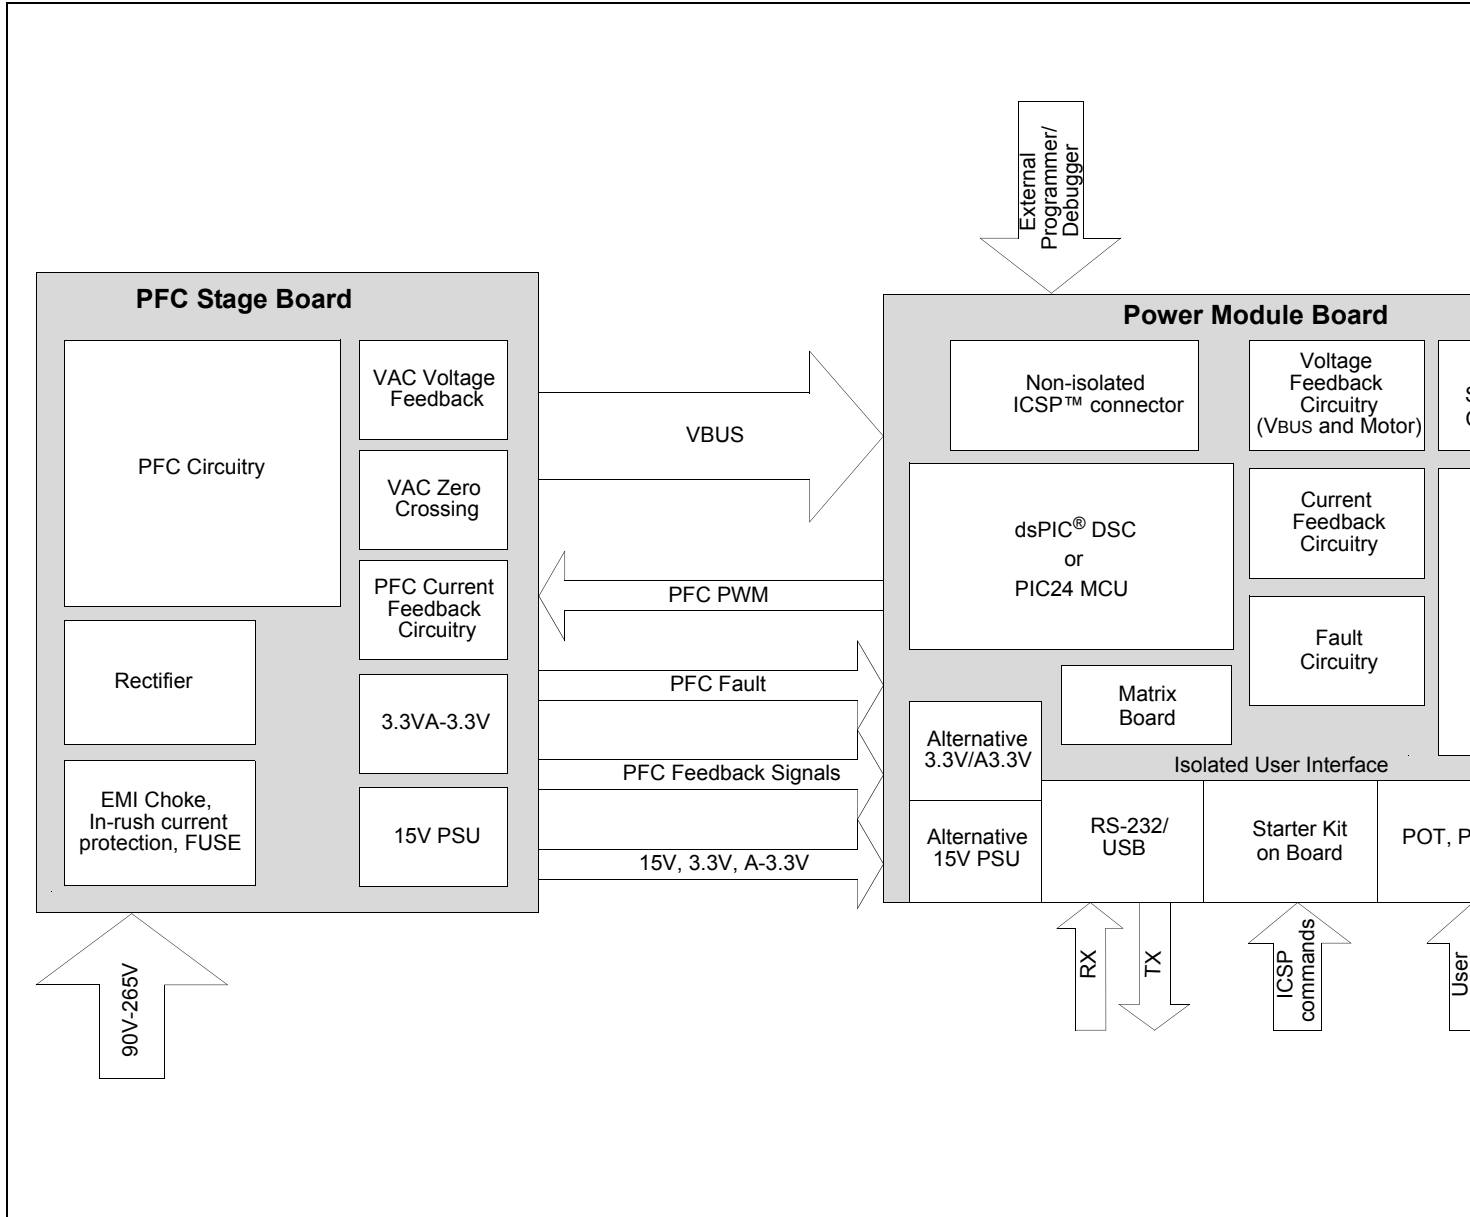 External
Programmer/
Debugger
PFC Stage Board
PFC Circuitry
VAC Voltage
Feedback
VAC Zero
Crossing
PFC Current
Feedback
Circuitry
Rectifier
3.3VA-3.3V
EMI Choke,
In-rush current
protection, FUSE
15V PSU
90V-265V
VBUS
PFC PWM
PFC Fault
PFC Feedback Signals
15V, 3.3V, A-3.3V
Power Module Board
Non-isolated
ICSP™ connector
Voltage
Feedback
Circuitry
(VBUS and Motor)
dsPIC® DSC
or
PIC24 MCU
Current
Feedback
Circuitry
Fault
Circuitry
Matrix
Board
Alternative
3.3V/A3.3V
Isolated User Interface
Alternative
15V PSU
RS-232/
USB
Starter Kit
on Board
POT,
RX
TX
ICSP
commands
User